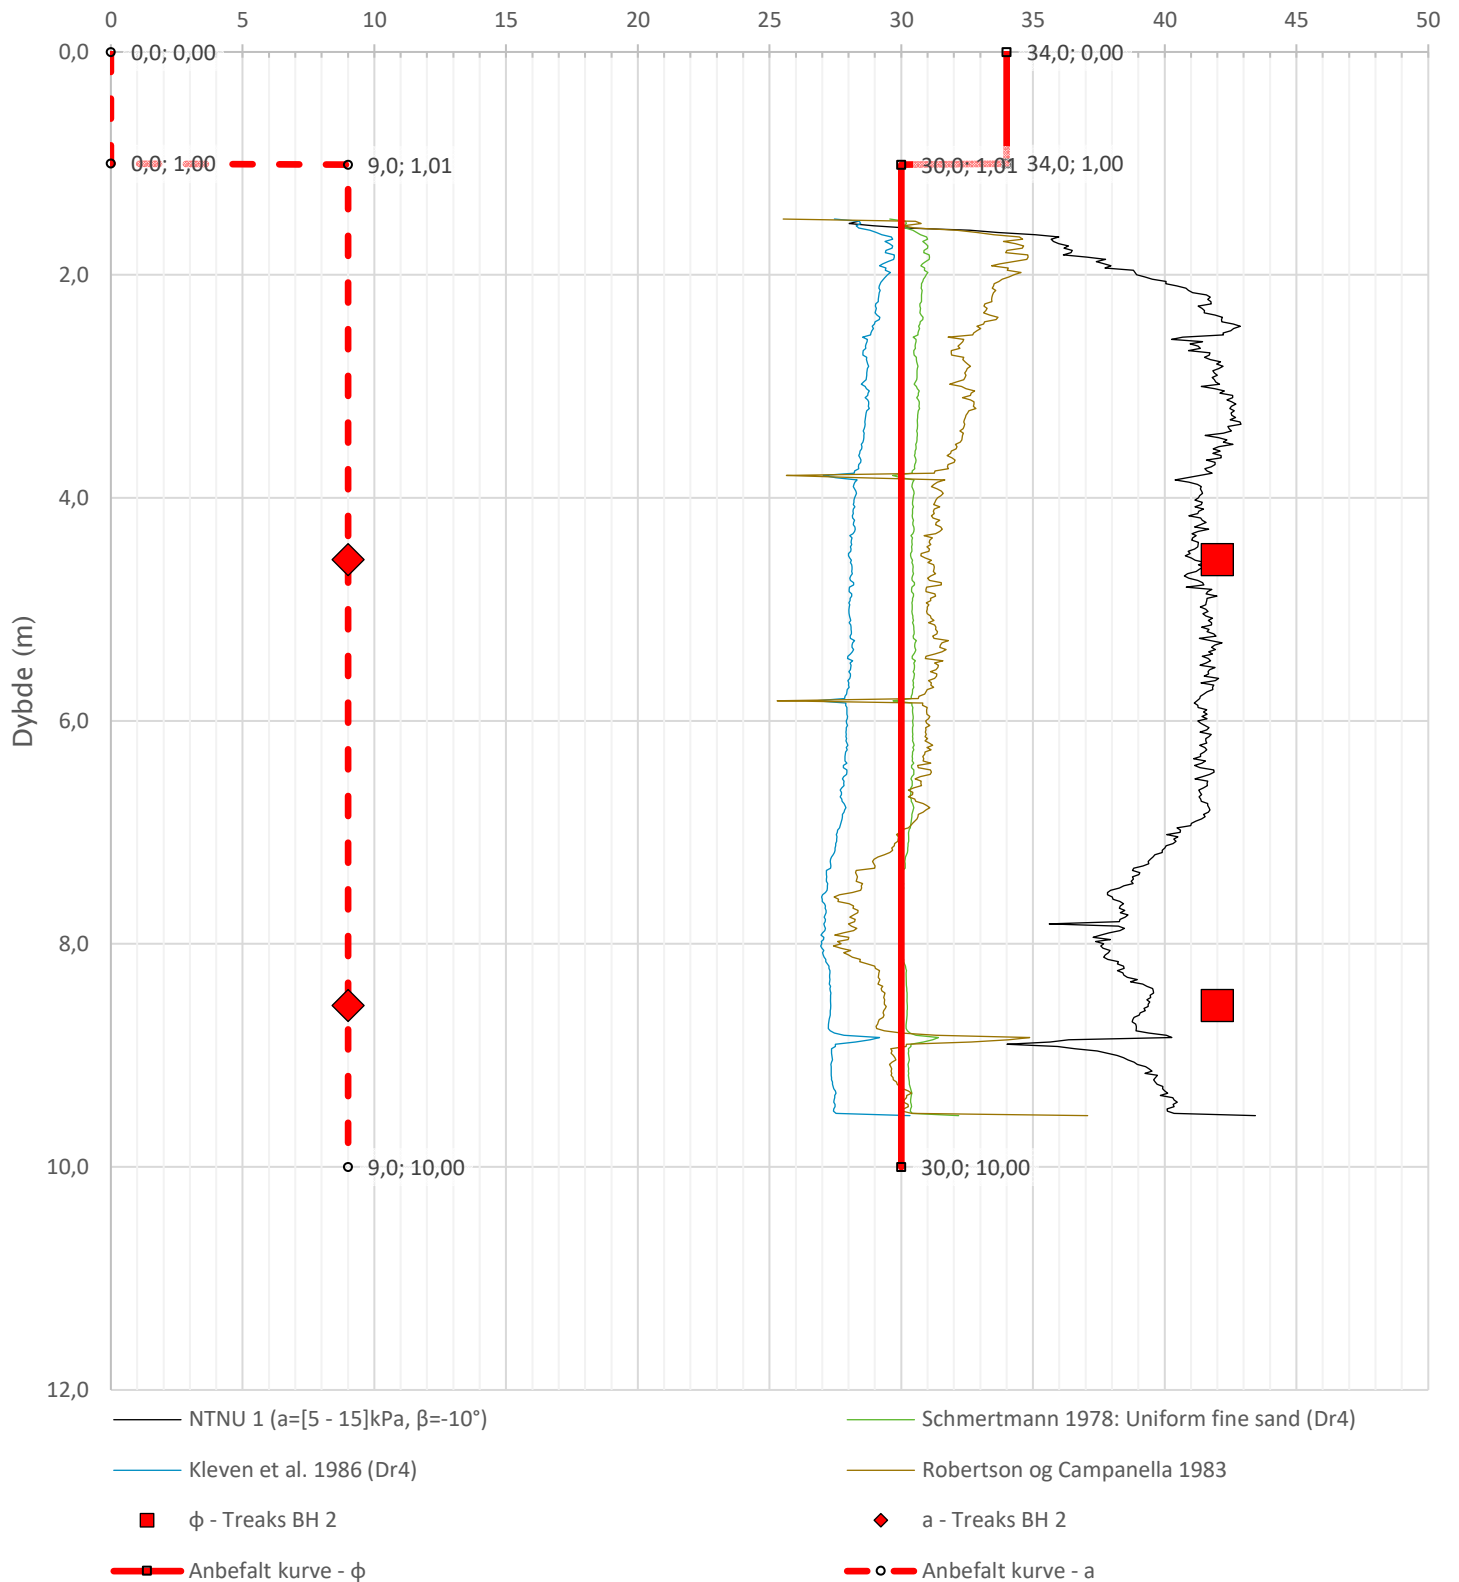 0 5 10 15 20 25 30 35 40 45 50
0,0
0,0; 0,00
34,0; 0,00
0,0; 1,00
9,0; 1,01
30,0; 1,01
34,0; 1,00
2,0
4,0
Dybde (m)
6,0
8,0
10,0
9,0; 10,00
30,0; 10,00
12,0
NTNU 1 (a=[5 - 15]kPa, β=-10°)
Schmertmann 1978: Uniform fine sand (Dr4)
Kleven et al. 1986 (Dr4)
Robertson og Campanella 1983
ϕ - Treaks BH 2
a - Treaks BH 2
Anbefalt kurve - ϕ
Anbefalt kurve - a